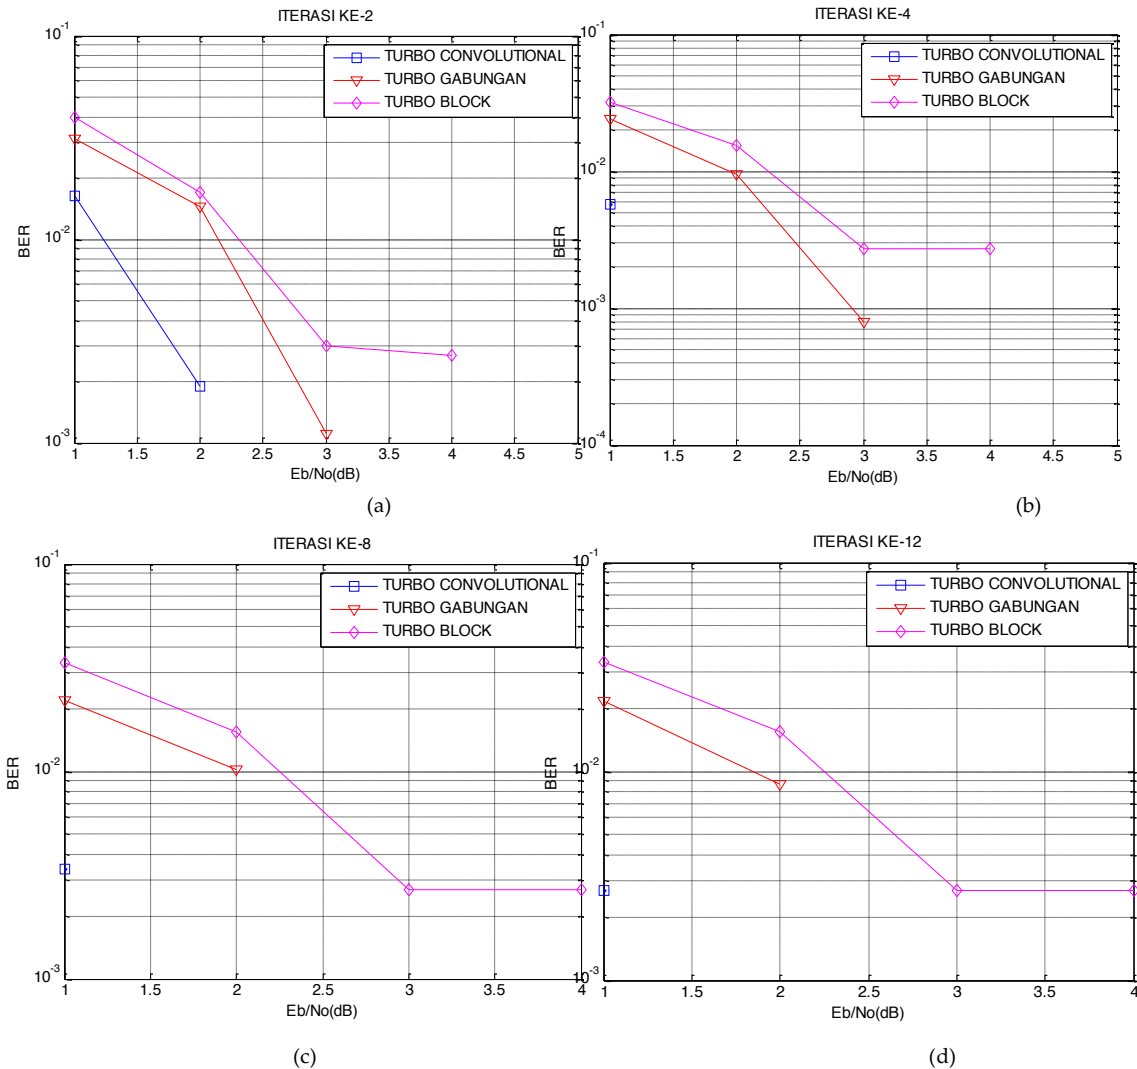 ITERASI KE-2
TURBO CONVOLUTIONAL
TURBO GABUNGAN
TURBO BLOCK
10^-1
10^-2
10^-3
BER
1 1.5 2 2.5 3 3.5 4 4.5 5
Eb/No(dB)
(a)
ITERASI KE-4
TURBO CONVOLUTIONAL
TURBO GABUNGAN
TURBO BLOCK
10^-1
10^-2
10^-3
10^-4
BER
1 1.5 2 2.5 3 3.5 4 4.5 5
Eb/No(dB)
(b)
ITERASI KE-8
TURBO CONVOLUTIONAL
TURBO GABUNGAN
TURBO BLOCK
10^-1
10^-2
10^-3
BER
1 1.5 2 2.5 3 3.5 4
Eb/No(dB)
(c)
ITERASI KE-12
TURBO CONVOLUTIONAL
TURBO GABUNGAN
TURBO BLOCK
10^-1
10^-2
10^-3
BER
1 1.5 2 2.5 3 3.5 4
Eb/No(dB)
(d)